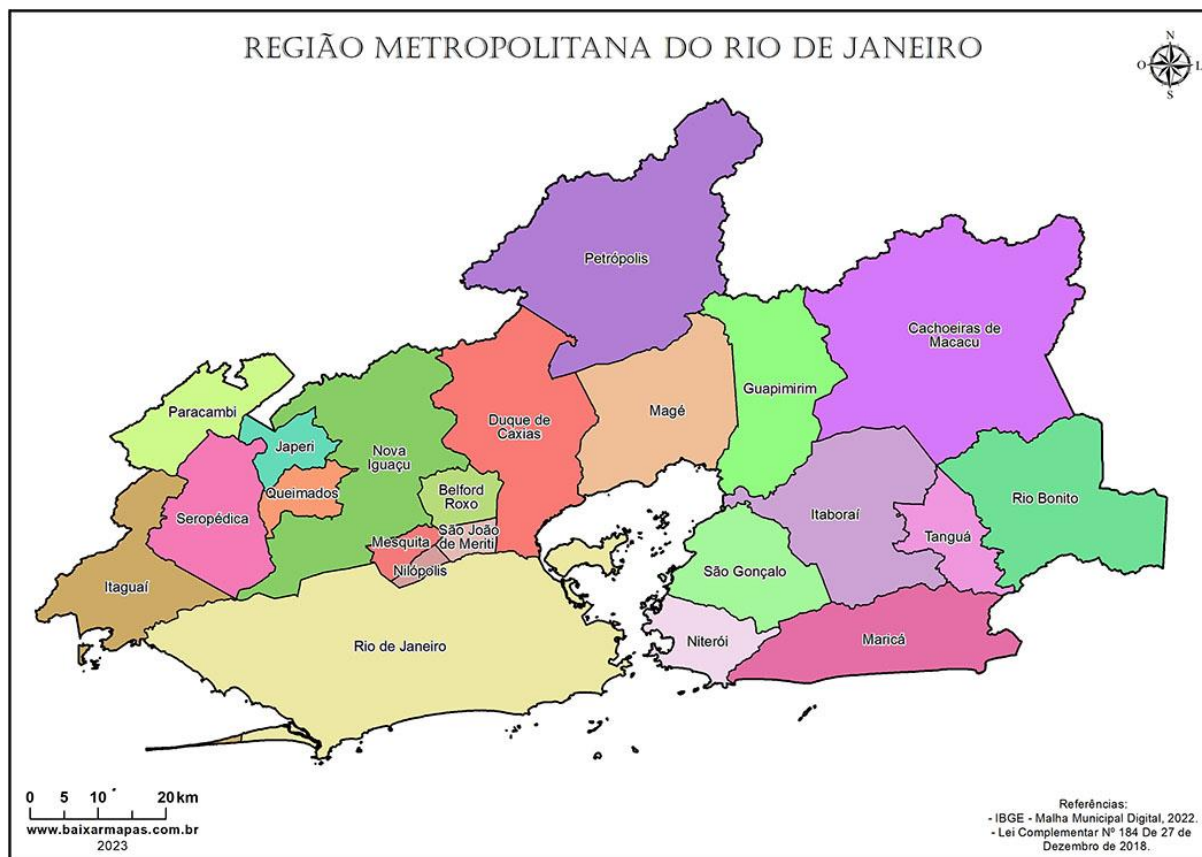 REGIÃO METROPOLITANA DO RIO DE JANEIRO
N
O
L
S
Petrópolis
Cachoeiras de
Macacu
Guapimirim
Paracambi
Magé
Duque de
Caxias
Japeri
Nova
Iguaçu
Queimados
Belford
Roxo
Rio Bonito
Seropédica
Itaboraí
São João
de Meriti
Mesquita
Tanguá
Nilópolis
São Gonçalo
Itaguaí
Niterói
Maricá
Rio de Janeiro
0 5 10 20 km
www.baixarmapas.com.br
2023
Referências:
- IBGE - Malha Municipal Digital, 2022.
- Lei Complementar Nº 184 De 27 de
Dezembro de 2018.